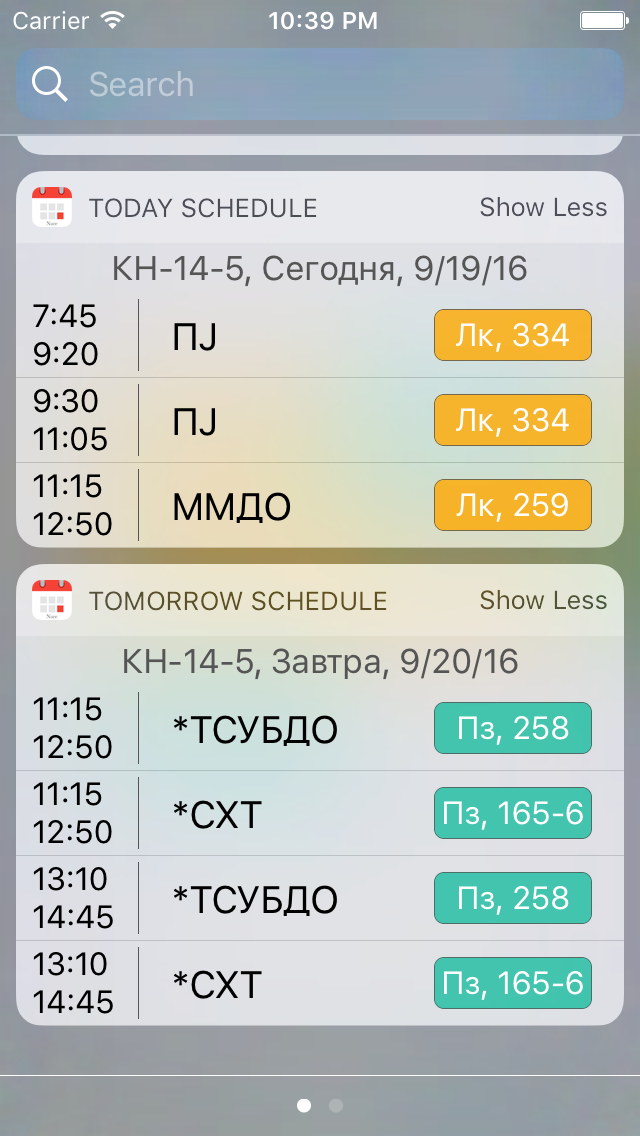 Carrier 10:39 PM
Search
TODAY SCHEDULE Show Less
КН-14-5, Сегодня, 9/19/16
7:45
9:20
ПJ
Лк, 334
9:30
11:05
ПJ
Лк, 334
11:15
12:50
ММДО
Лк, 259
TOMORROW SCHEDULE Show Less
КН-14-5, Завтра, 9/20/16
11:15
12:50
*ТСУБДО
Пз, 258
11:15
12:50
*СХТ
Пз, 165-6
13:10
14:45
*ТСУБДО
Пз, 258
13:10
14:45
*СХТ
Пз, 165-6